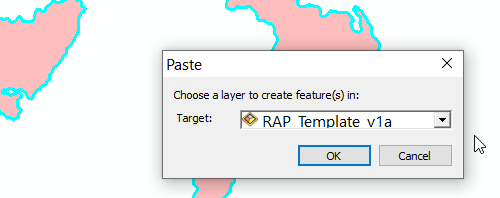 Paste
Choose a layer to create feature(s) in:
Target: RAP_Template_v1a
OK Cancel